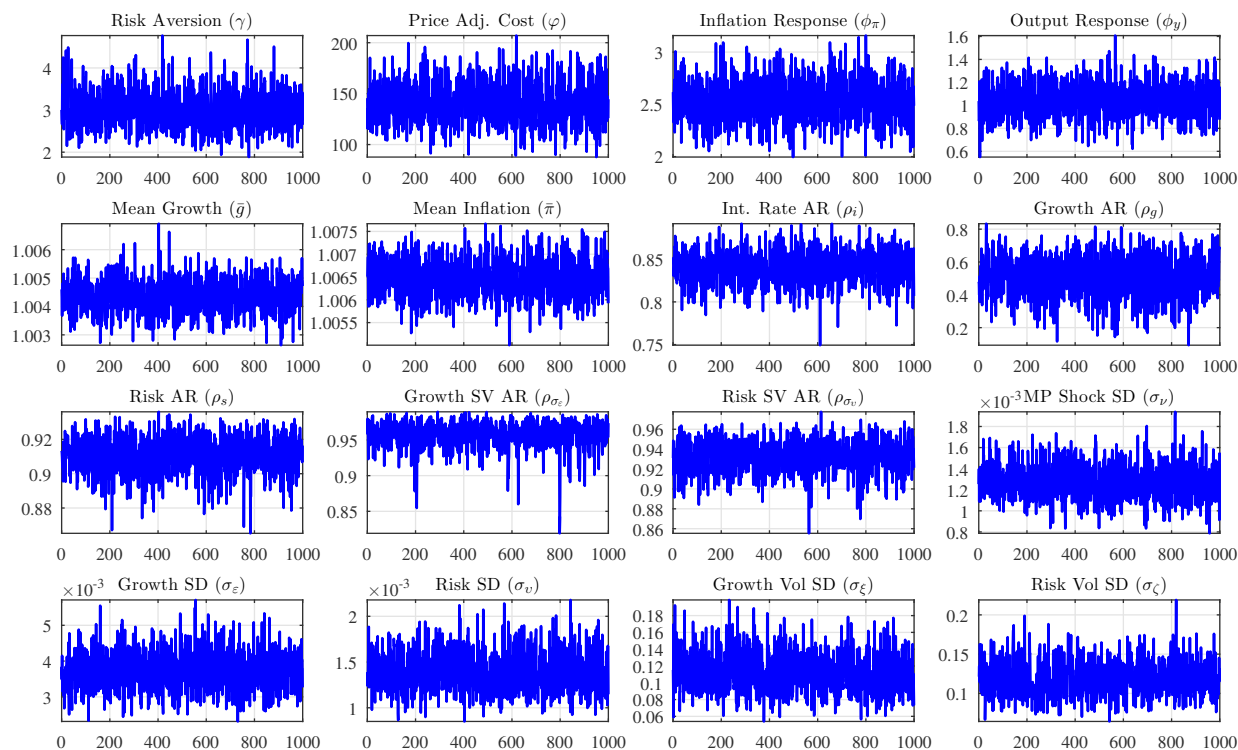 Risk Aversion (γ) Price Adj. Cost (φ) Inflation Response (ϕπ) Output Response (ϕy)
4 3 2
200 150 100
3 2.5 2
1.6 1.4 1.2 1 0.8 0.6
0 200 400 600 800 1000 0 200 400 600 800 1000 0 200 400 600 800 1000 0 200 400 600 800 1000
Mean Growth (ḡ) Mean Inflation (π̄) Int. Rate AR (ρi) Growth AR (ρg)
1.006 1.005 1.004 1.003
1.0075 1.007 1.0065 1.006 1.0055
0.85 0.8 0.75
0.8 0.6 0.4 0.2
0 200 400 600 800 1000 0 200 400 600 800 1000 0 200 400 600 800 1000 0 200 400 600 800 1000
Risk AR (ρs) Growth SV AR (ρσε) Risk SV AR (ρσυ) ×10⁻³ MP Shock SD (σν)
0.92 0.9 0.88
0.95 0.9 0.85
0.96 0.94 0.92 0.9 0.88 0.86
1.8 1.6 1.4 1.2 1 0.8
0 200 400 600 800 1000 0 200 400 600 800 1000 0 200 400 600 800 1000 0 200 400 600 800 1000
×10⁻³ Growth SD (σε) ×10⁻³ Risk SD (συ) Growth Vol SD (σξ) Risk Vol SD (σζ)
5 4 3
2 1.5 1
0.18 0.16 0.14 0.12 0.1 0.08 0.06
0.2 0.15 0.1
0 200 400 600 800 1000 0 200 400 600 800 1000 0 200 400 600 800 1000 0 200 400 600 800 1000